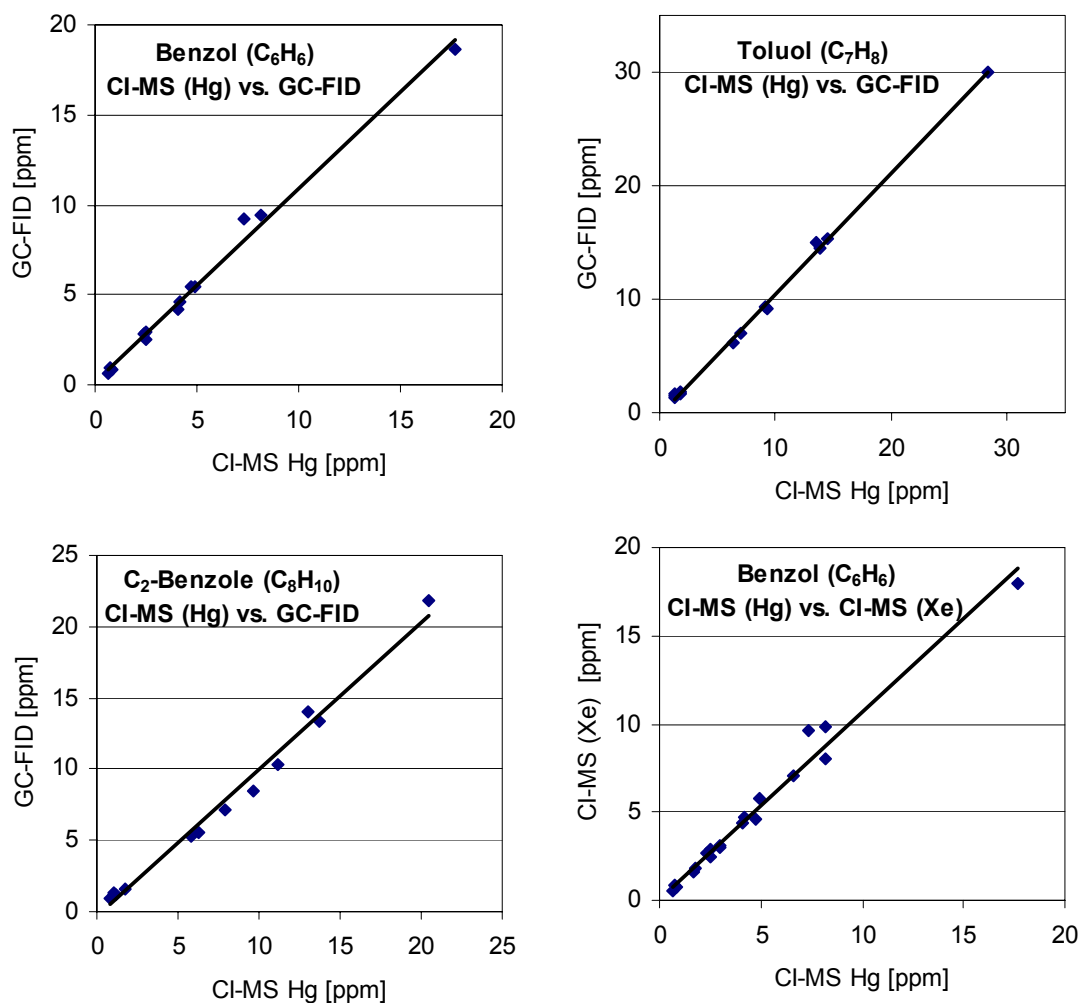 Benzol (C₆H₆)
CI-MS (Hg) vs. GC-FID
GC-FID [ppm]
20
15
10
5
0
0 5 10 15 20
CI-MS Hg [ppm]
Toluol (C₇H₈)
CI-MS (Hg) vs. GC-FID
GC-FID [ppm]
30
20
10
0
0 10 20 30
CI-MS Hg [ppm]
C₂-Benzole (C₈H₁₀)
CI-MS (Hg) vs. GC-FID
GC-FID [ppm]
25
20
15
10
5
0
0 5 10 15 20 25
CI-MS Hg [ppm]
Benzol (C₆H₆)
CI-MS (Hg) vs. CI-MS (Xe)
CI-MS (Xe) [ppm]
20
15
10
5
0
0 5 10 15 20
CI-MS Hg [ppm]